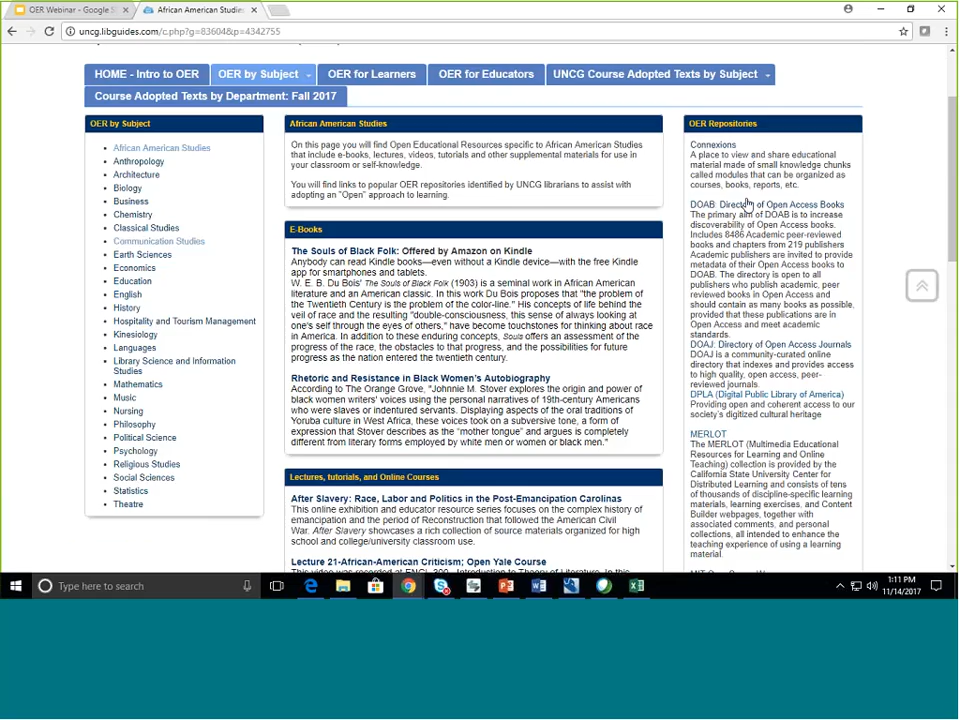 OER Webinar - Google S
African American Studie
uncg.libguides.com/c.php?g=83604&p=4342755
HOME - Intro to OER
OER by Subject
OER for Learners
OER for Educators
UNCG Course Adopted Texts by Subject
Course Adopted Texts by Department: Fall 2017
OER by Subject
African American Studies
Anthropology
Architecture
Biology
Business
Chemistry
Classical Studies
Communication Studies
Earth Sciences
Economics
Education
English
History
Hospitality and Tourism Management
Kinesiology
Languages
Library Science and Information
Studies
Mathematics
Music
Nursing
Philosophy
Political Science
Psychology
Religious Studies
Social Sciences
Statistics
Theatre
African American Studies
On this page you will find Open Educational Resources specific to African American Studies
that include e-books, lectures, videos, tutorials and other supplemental materials for use in
your classroom or self-knowledge.
You will find links to popular OER repositories identified by UNCG librarians to assist with
adopting an "Open" approach to learning.
E-Books
The Souls of Black Folk: Offered by Amazon on Kindle
Anybody can read Kindle books—even without a Kindle device—with the free Kindle
app for smartphones and tablets.
W. E. B. Du Bois' The Souls of Black Folk (1903) is a seminal work in African American
literature and an American classic. In this work Du Bois proposes that "the problem of
the Twentieth Century is the problem of the color-line." His concepts of life behind the
veil of race and the resulting "double-consciousness, this sense of always looking at
one's self through the eyes of others," have become touchstones for thinking about race
in America. In addition to these enduring concepts, Souls offers an assessment of the
progress of the race, the obstacles to that progress, and the possibilities for future
progress as the nation entered the twentieth century.
Rhetoric and Resistance in Black Women's Autobiography
According to The Orange Grove, "Johnnie M. Stover explores the origin and power of
black women writers' voices using the personal narratives of 19th-century Americans
who were slaves or indentured servants. Displaying aspects of the oral traditions of
Yoruba culture in West Africa, these voices took on a subversive tone, a form of
expression that Stover describes as the "mother tongue" and argues is completely
different from literary forms employed by white men or women or black men."
Lectures, tutorials, and Online Courses
After Slavery: Race, Labor and Politics in the Post-Emancipation Carolinas
This online exhibition and educator resource series focuses on the complex history of
emancipation and the period of Reconstruction that followed the American Civil
War. After Slavery showcases a rich collection of source materials organized for high
school and college/university classroom use.
Lecture 21-African-American Criticism; Open Yale Course
OER Repositories
Connexions
A place to view and share educational
material made of small knowledge chunks
called modules that can be organized as
courses, books, reports, etc.
DOAB: Directory of Open Access Books
The primary aim of DOAB is to increase
discoverability of Open Access books.
Includes 8486 Academic peer-reviewed
books and chapters from 219 publishers
Academic publishers are invited to provide
metadata of their Open Access books to
DOAB. The directory is open to all
publishers who publish academic, peer
reviewed books in Open Access and
should contain as many books as possible,
provided that these publications are in
Open Access and meet academic
standards.
DOAJ: Directory of Open Access Journals
DOAJ is a community-curated online
directory that indexes and provides access
to high quality, open access, peer-
reviewed journals.
DPLA (Digital Public Library of America)
Providing open and coherent access to our
society's digitized cultural heritage
MERLOT
The MERLOT (Multimedia Educational
Resources for Learning and Online
Teaching) collection is provided by the
California State University Center for
Distributed Learning and consists of tens
of thousands of discipline-specific learning
materials, learning exercises, and Content
Builder webpages, together with
associated comments, and personal
collections, all intended to enhance the
teaching experience of using a learning
material.
Type here to search
1:11 PM
11/14/2017